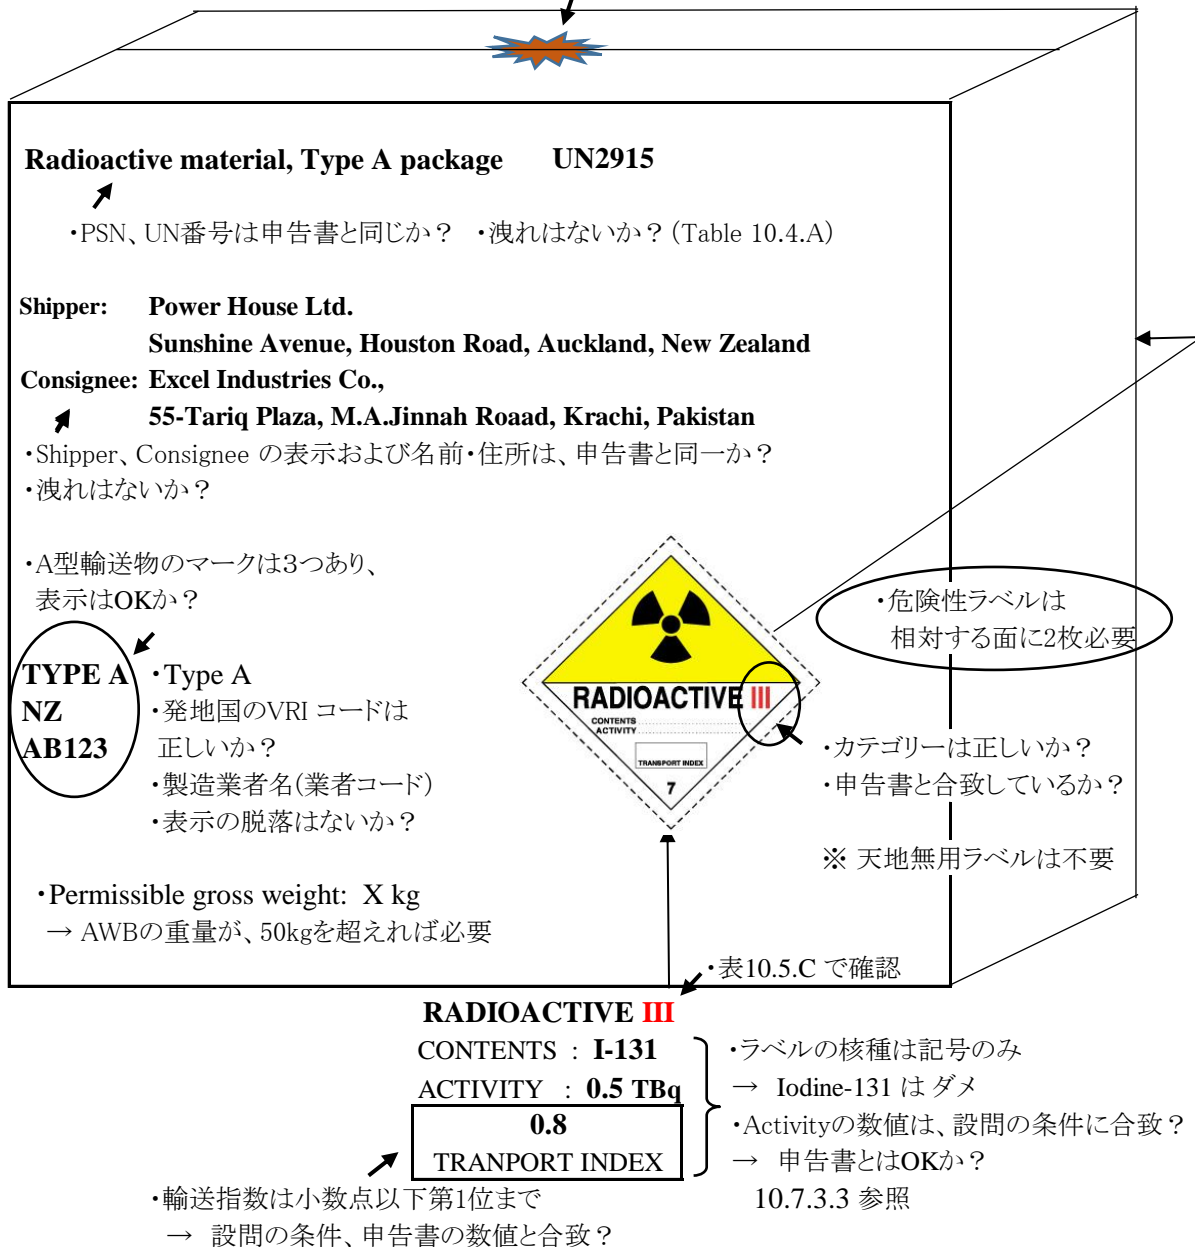 Radioactive material, Type A package UN2915
・PSN、UN番号は申告書と同じか？ ・洩れはないか？(Table 10.4.A)
Shipper: Power House Ltd.
Sunshine Avenue, Houston Road, Auckland, New Zealand
Consignee: Excel Industries Co.,
55-Tariq Plaza, M.A.Jinnah Roaad, Krachi, Pakistan
・Shipper、Consignee の表示および名前・住所は、申告書と同一か？
・洩れはないか？
・A型輸送物のマークは3つあり、
表示はOKか？
TYPE A
NZ
AB123
・Type A
・発地国のVRI コードは
正しいか？
・製造業者名(業者コード)
・表示の脱落はないか？
RADIOACTIVE III
CONTENTS
ACTIVITY
TRANSPORT INDEX
7
・危険性ラベルは
相対する面に2枚必要
・カテゴリーは正しいか？
・申告書と合致しているか？
※ 天地無用ラベルは不要
・Permissible gross weight: X kg
→ AWBの重量が、50kgを超えれば必要
・表10.5.C で確認
RADIOACTIVE III
CONTENTS : I-131
ACTIVITY : 0.5 TBq
0.8
TRANPORT INDEX
・ラベルの核種は記号のみ
→ Iodine-131 は ダメ
・Activityの数値は、設問の条件に合致？
→ 申告書とはOKか？
10.7.3.3 参照
・輸送指数は小数点以下第1位まで
→ 設問の条件、申告書の数値と合致？